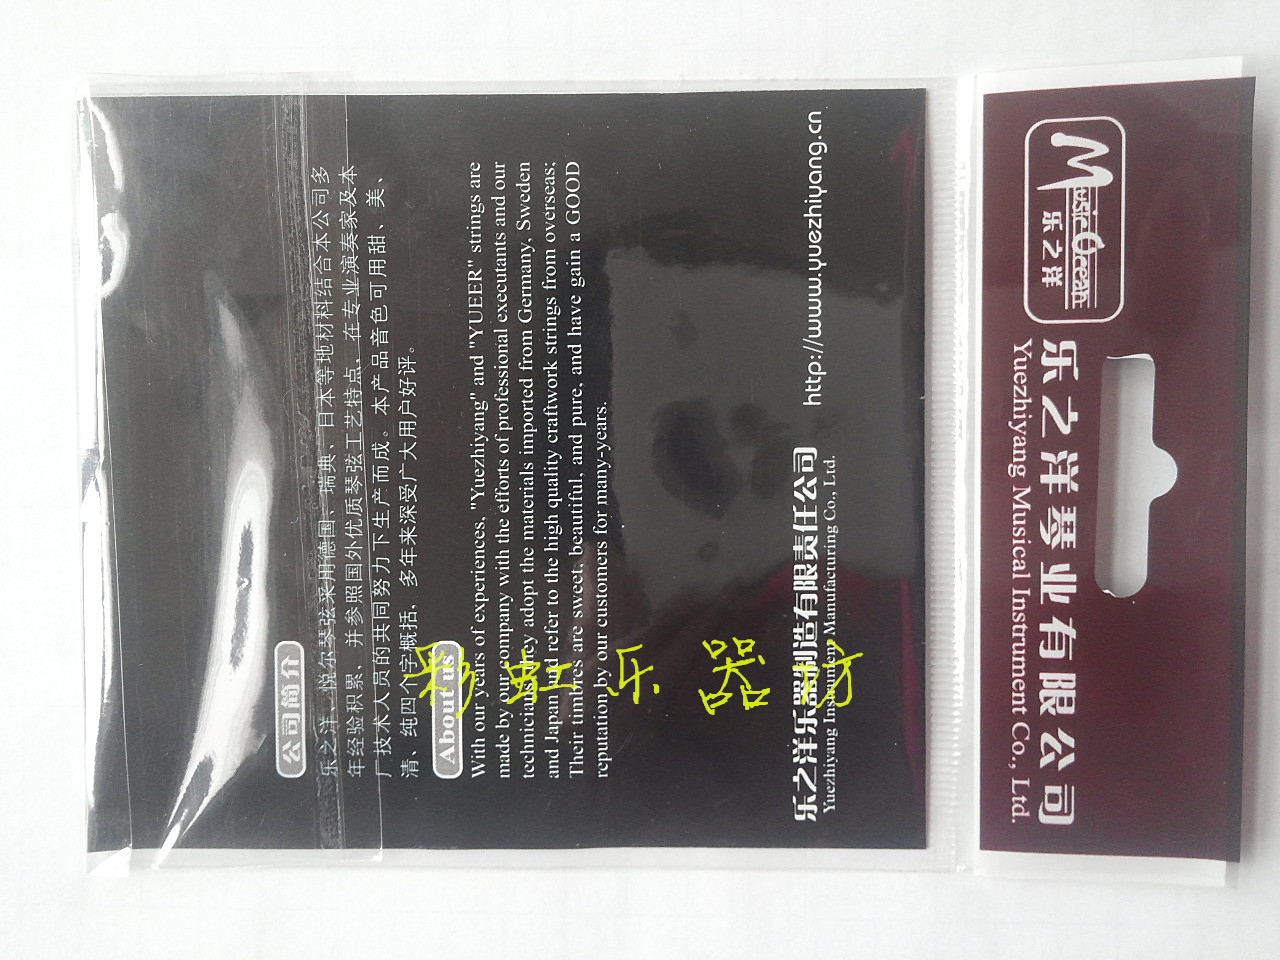 公司简介
乐之洋、悦尔琴弦采用德国、瑞典、日本等地材料结合本公司多
年经验积累、并参照国外优质琴弦工艺特点，在专业演奏家及本
厂技术人员的共同努力下生产而成。本产品音色可用甜、美、
清、纯四个字概括，多年来深受广大用户好评。
About us
With our years of experiences, "Yuezhiyang" and "YUEER" strings are
made by our company with the efforts of professional executants and our
technicians. They adopt the materials imported from Germany, Sweden
and Japan and refer to the high quality craftwork strings from overseas;
Their timbres are sweet, beautiful, and pure, and have gain a GOOD
reputation by our customers for many-years.
乐之洋乐器制造有限责任公司
Yuezhiyang Instrument Manufacturing Co., Ltd.
http://www.yuezhiyang.cn
彩虹乐器坊
Music Ocean
乐之洋
乐之洋琴业有限公司
Yuezhiyang Musical Instrument Co., Ltd.